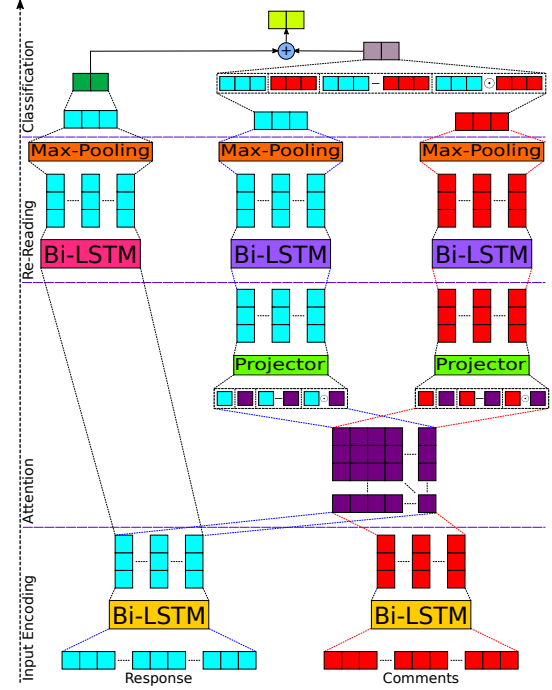 Classification
Max-Pooling
Max-Pooling
Max-Pooling
Re-Reading
Bi-LSTM
Bi-LSTM
Bi-LSTM
Projector
Projector
Attention
Input Encoding
Bi-LSTM
Bi-LSTM
Response
Comments